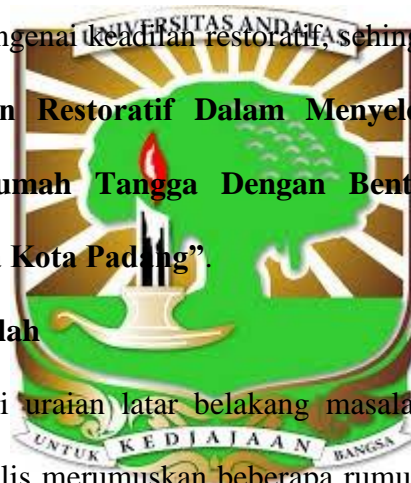 UNIVERSITAS ANDALAS
ngenai keadilan restoratif, sehing
n Restoratif Dalam Menyele
umah Tangga Dengan Bent
Kota Padang”.
lah
i uraian latar belakang masala
UNTUK KEDJAJAAN BANGSA
lis merumuskan beberapa rumu